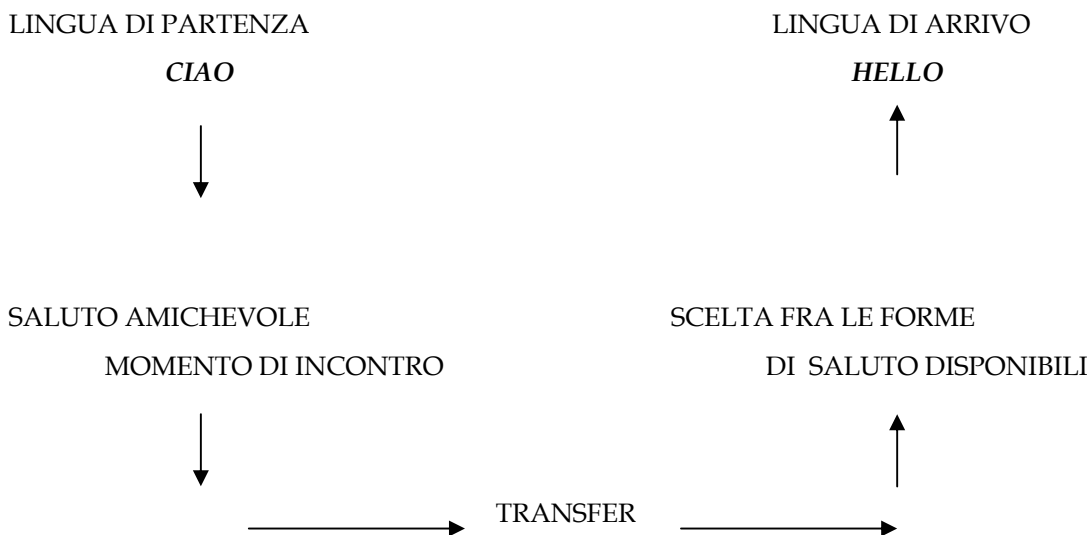 LINGUA DI PARTENZA
CIAO
LINGUA DI ARRIVO
HELLO
SALUTO AMICHEVOLE
MOMENTO DI INCONTRO
SCELTA FRA LE FORME
DI SALUTO DISPONIBILI
TRANSFER